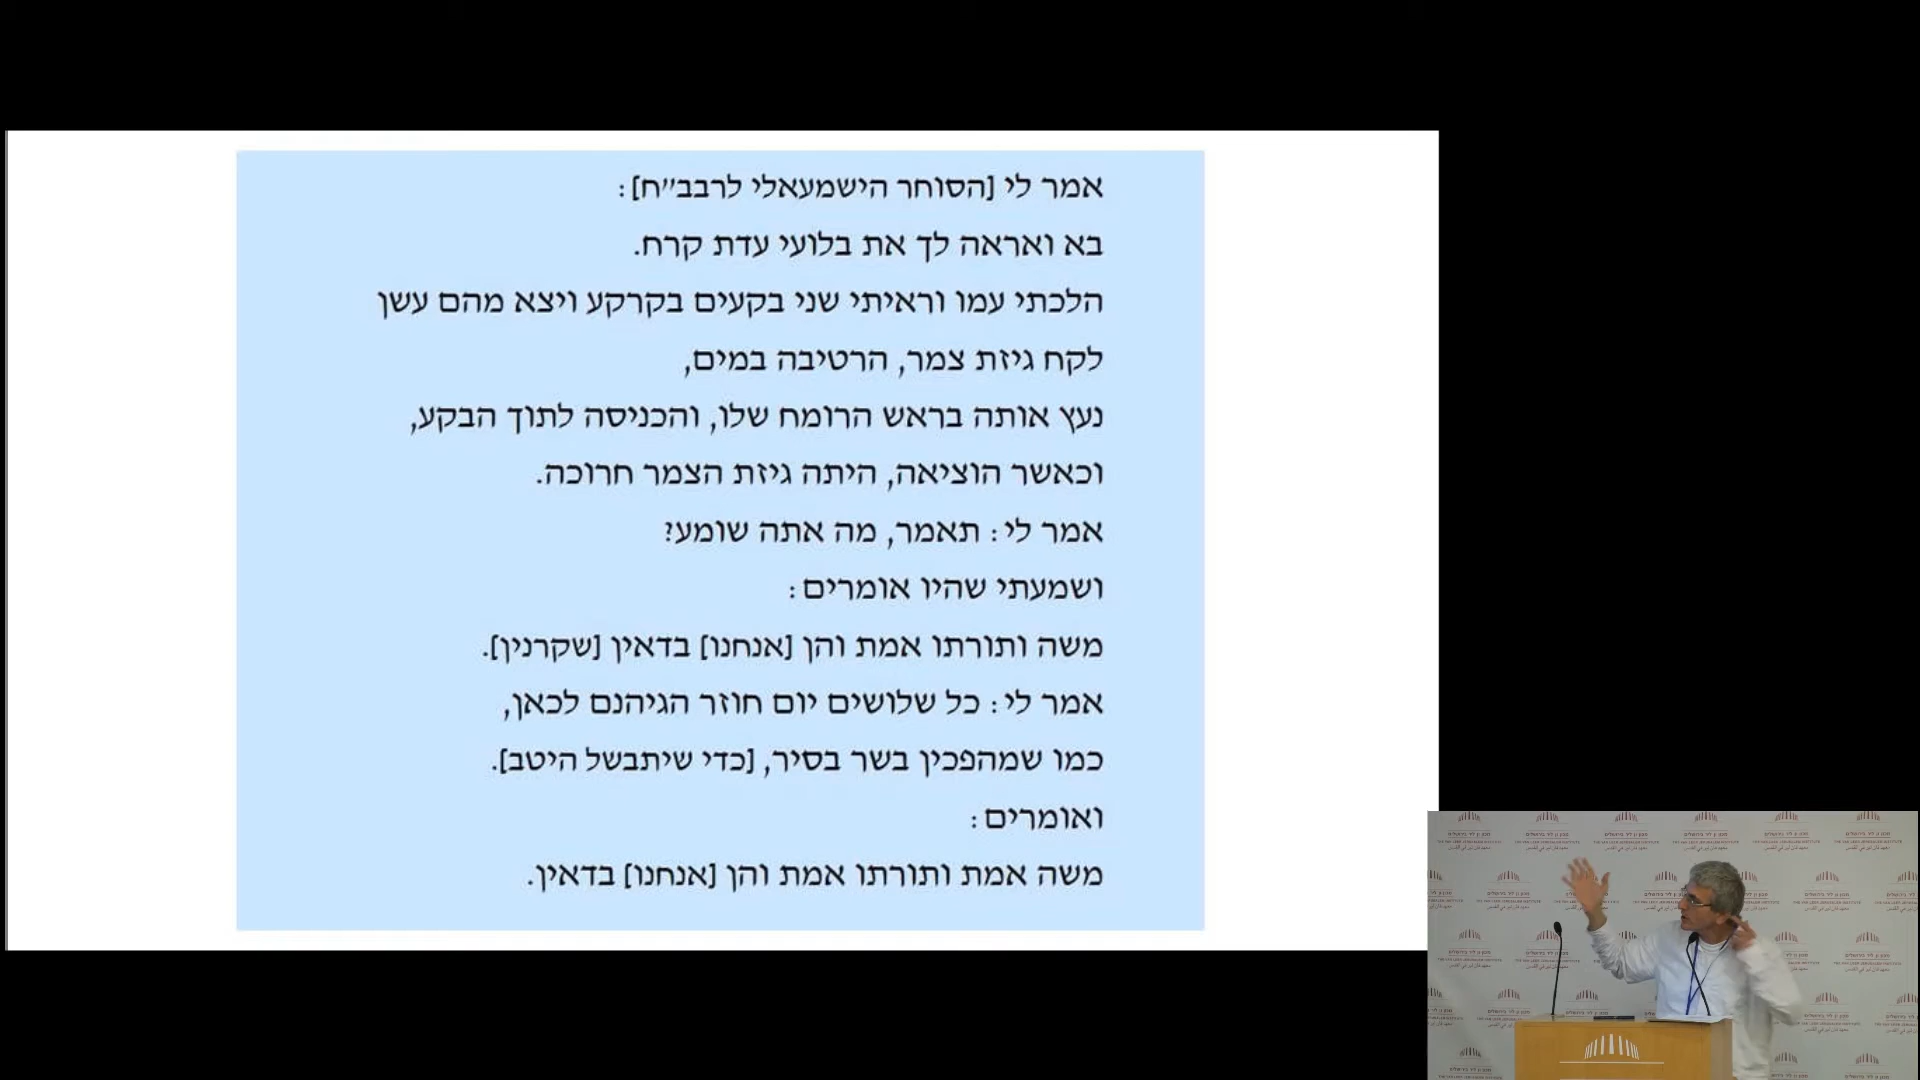 אמר לי [הסוחר הישמעאלי לרבב״ח]:
בא ואראה לך את בלועי עדת קרח.
הלכתי עמו וראיתי שני בקעים בקרקע ויצא מהם עשן
לקח גיזת צמר, הרטיבה במים,
נעץ אותה בראש הרומח שלו, והכניסה לתוך הבקע,
וכאשר הוציאה, היתה גיזת הצמר חרוכה.
אמר לי: תאמר, מה אתה שומע?
ושמעתי שהיו אומרים:
משה ותורתו אמת והן [אנחנו] בדאין [שקרנין].
אמר לי: כל שלושים יום חוזר הגיהנם לכאן,
כמו שמהפכין בשר בסיר, [כדי שיתבשל היטב].
ואומרים:
משה אמת ותורתו אמת והן [אנחנו] בדאין.